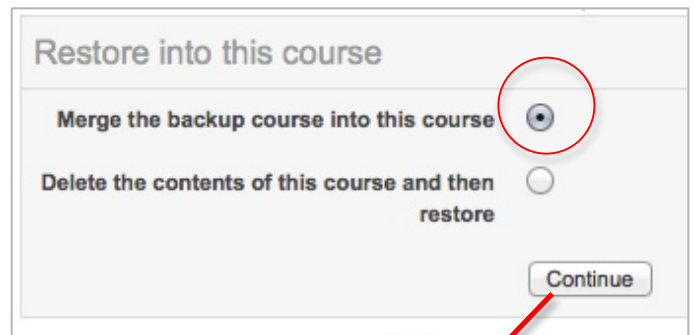 Restore into this course
Merge the backup course into this course
Delete the contents of this course and then
restore
Continue